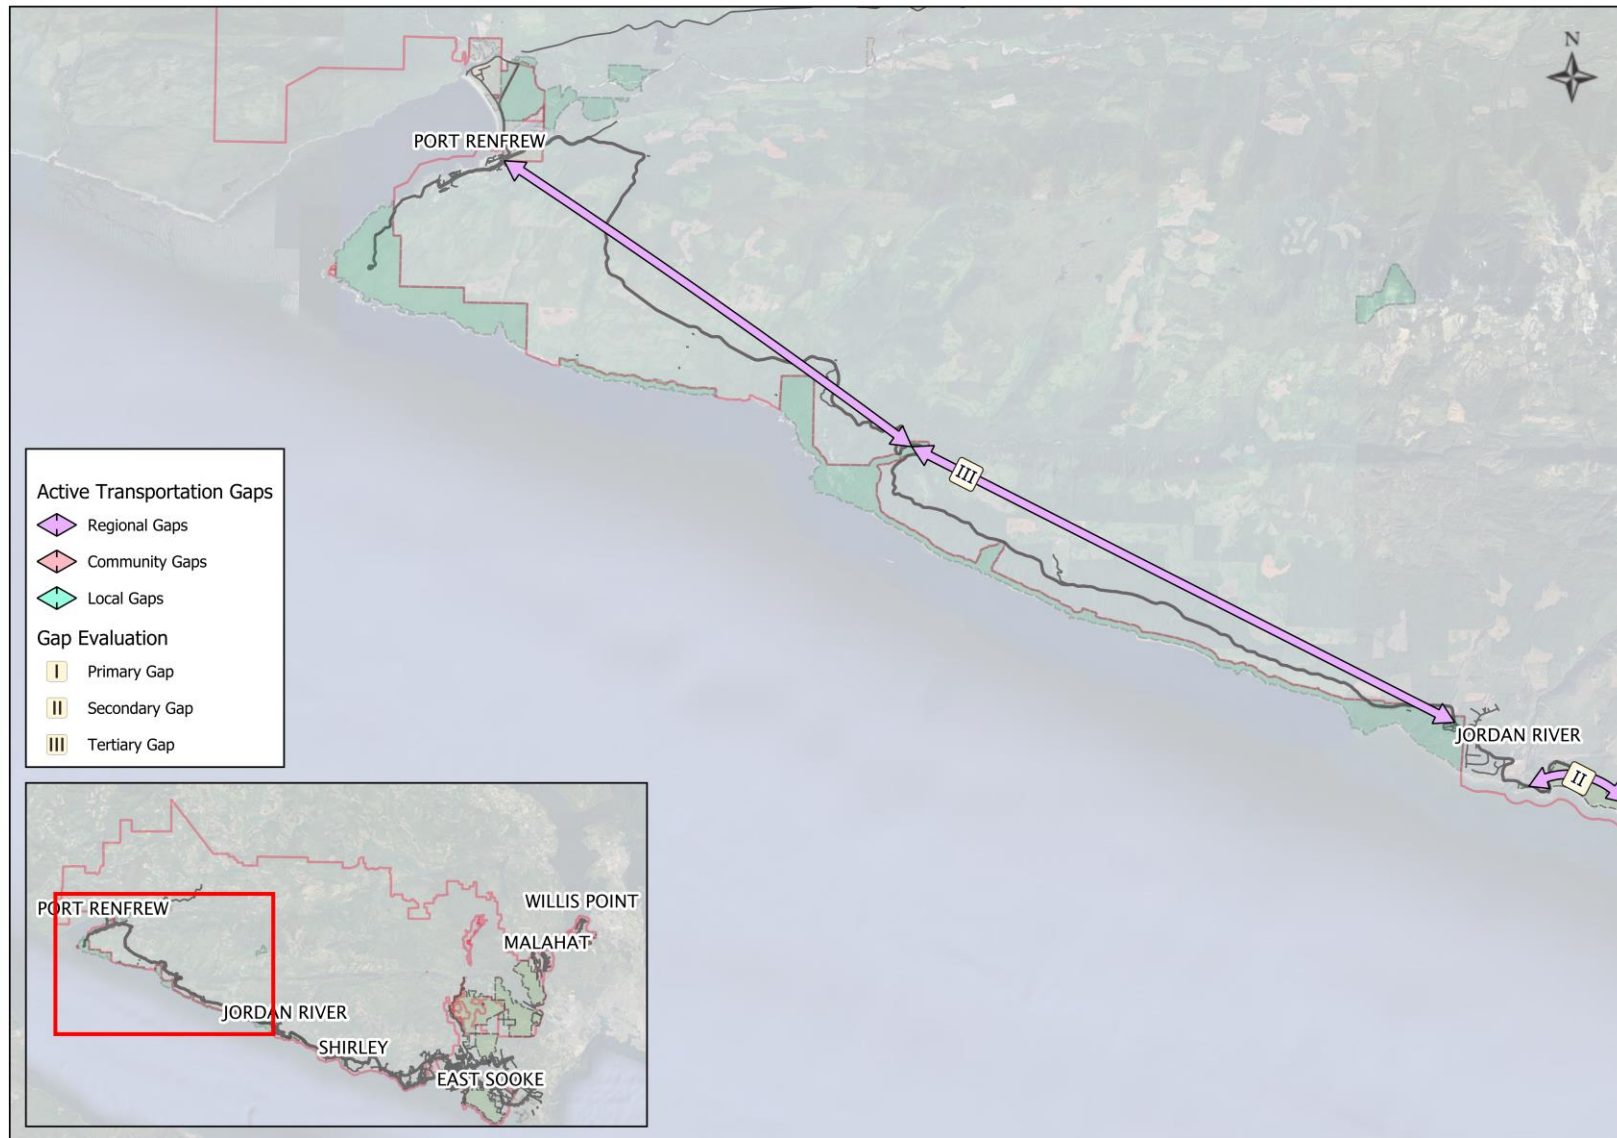 N
PORT RENFREW
III
JORDAN RIVER
II
Active Transportation Gaps
Regional Gaps
Community Gaps
Local Gaps
Gap Evaluation
I Primary Gap
II Secondary Gap
III Tertiary Gap
WILLIS POINT
PORT RENFREW
MALAHAT
JORDAN RIVER
SHIRLEY
EAST SOOKE